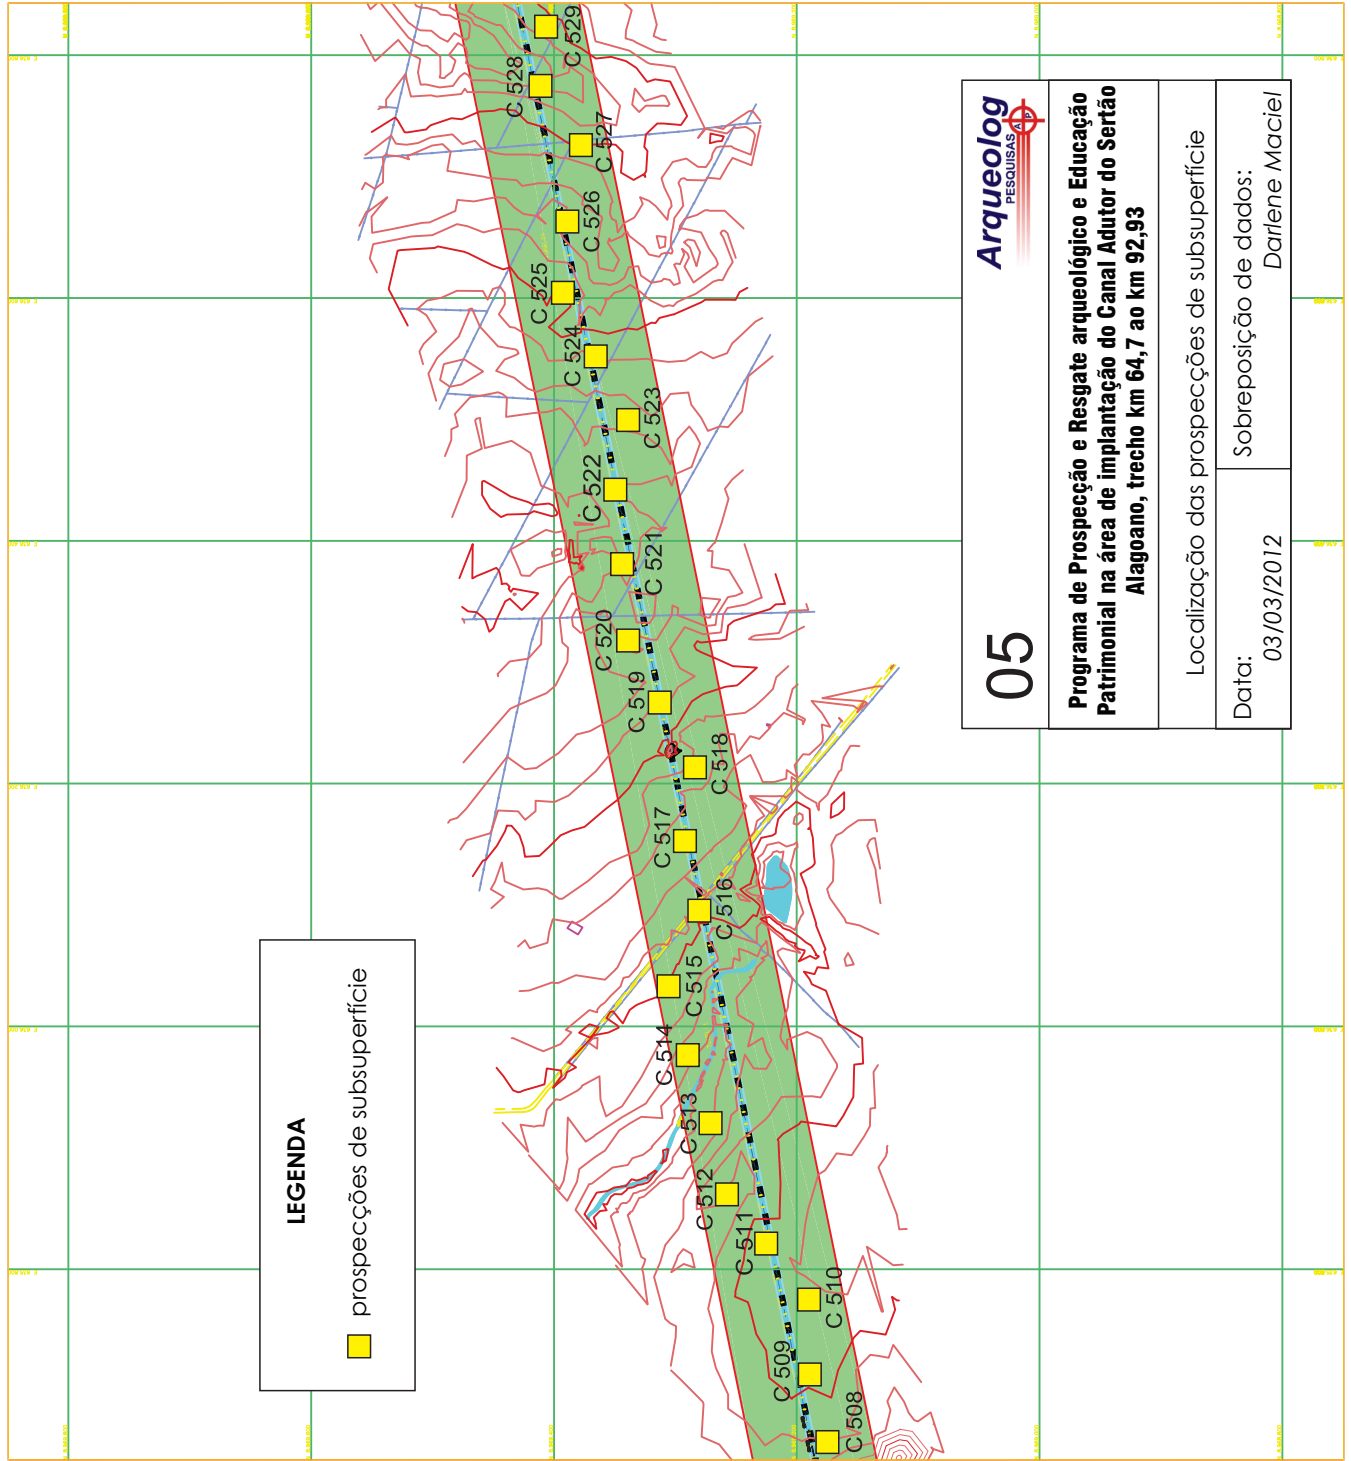 LEGENDA
prospecções de subsuperfície
C 508
C 509
C 510
C 511
C 512
C 513
C 514
C 515
C 516
C 517
C 518
C 519
C 520
C 521
C 522
C 523
C 524
C 525
C 526
C 527
C 528
C 529
05
Arqueolog
PESQUISAS
A P
Programa de Prospecção e Resgate arqueológico e Educação
Patrimonial na área de implantação do Canal Adutor do Sertão
Alagoano, trecho km 64,7 ao km 92,93
Localização das prospecções de subsuperfície
Data:
03/03/2012
Sobreposição de dados:
Darlene Maciel